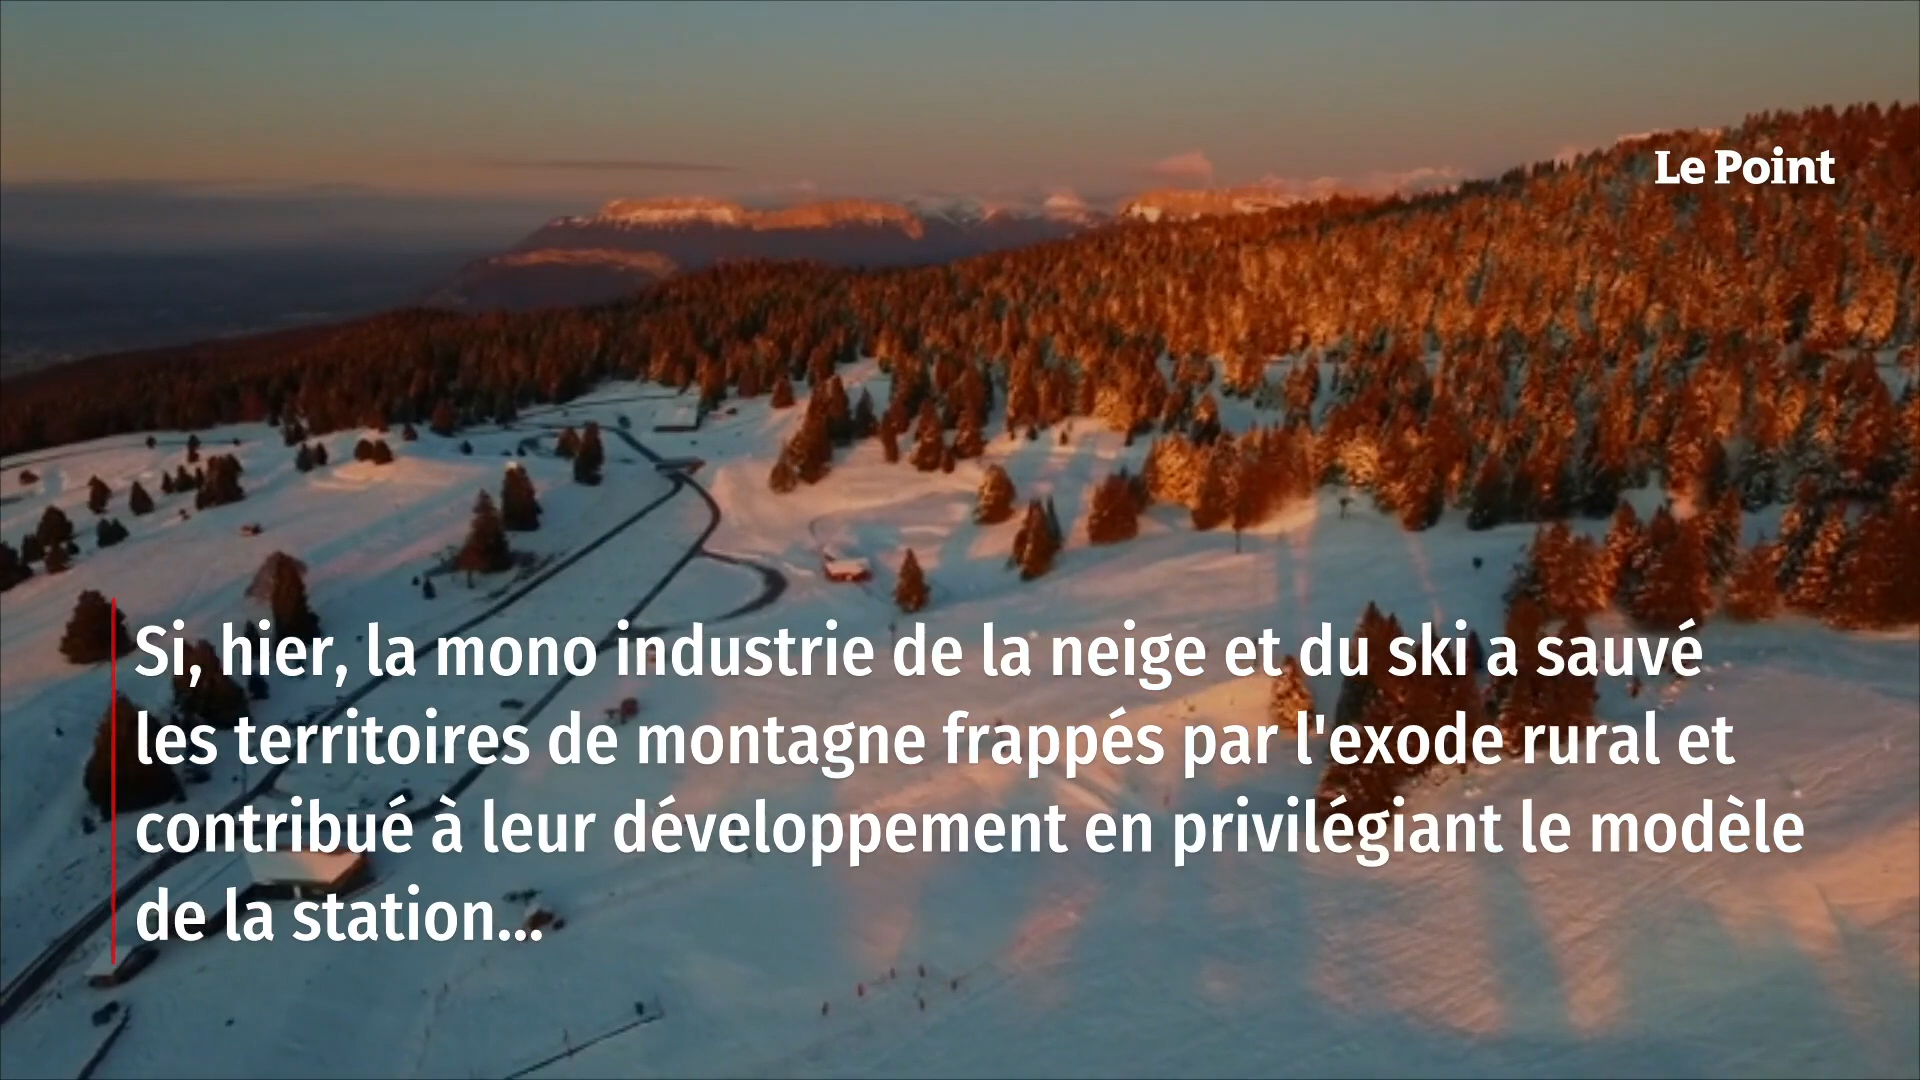 Le Point
Si, hier, la mono industrie de la neige et du ski a sauvé
les territoires de montagne frappés par l'exode rural et
contribué à leur développement en privilégiant le modèle
de la station...